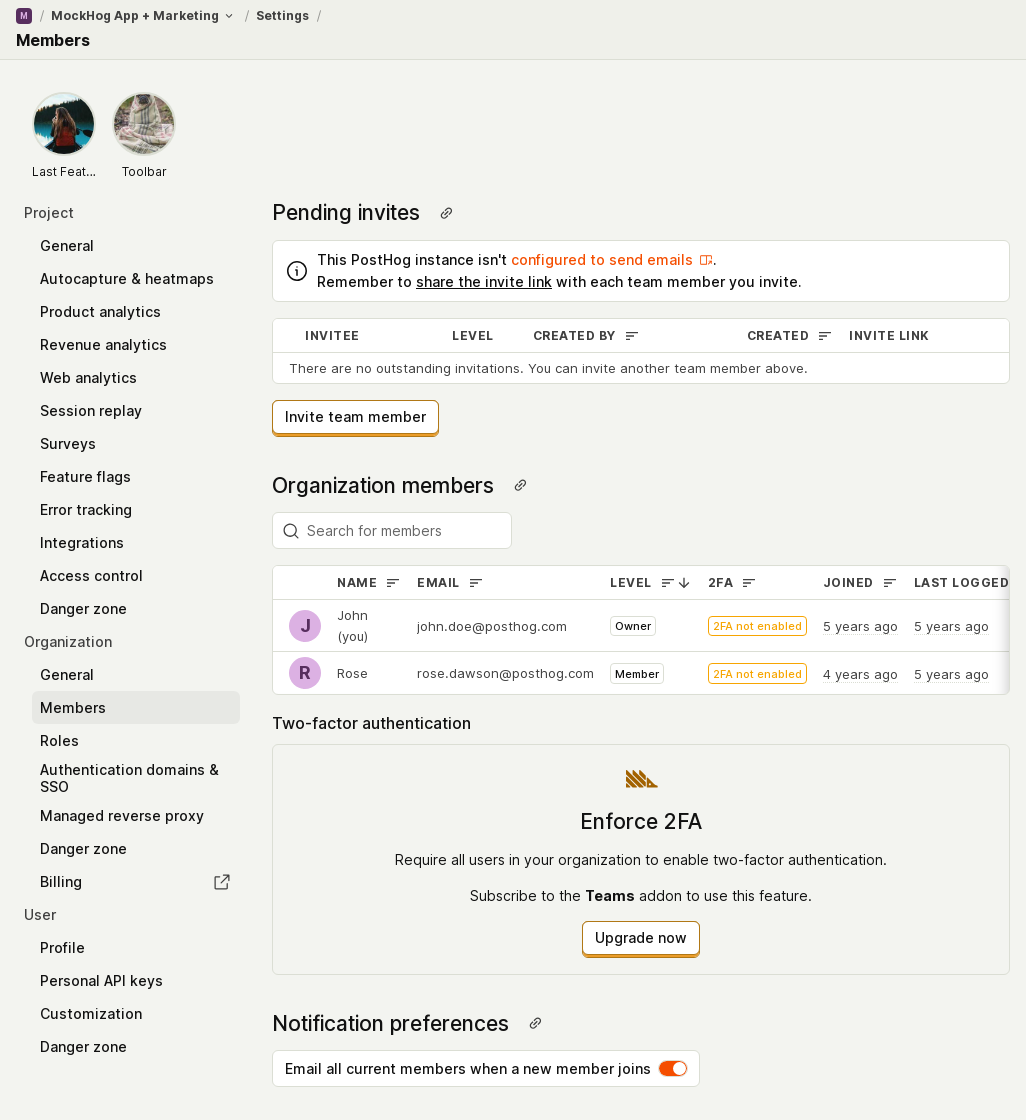 M / MockHog App + Marketing / Settings /
Members
Last Feat... Toolbar
Project
General
Autocapture & heatmaps
Product analytics
Revenue analytics
Web analytics
Session replay
Surveys
Feature flags
Error tracking
Integrations
Access control
Danger zone
Organization
General
Members
Roles
Authentication domains &
SSO
Managed reverse proxy
Danger zone
Billing
User
Profile
Personal API keys
Customization
Danger zone
Pending invites
This PostHog instance isn't configured to send emails .
Remember to share the invite link with each team member you invite.
INVITEE LEVEL CREATED BY CREATED INVITE LINK
There are no outstanding invitations. You can invite another team member above.
Invite team member
Organization members
Search for members
NAME EMAIL LEVEL 2FA JOINED LAST LOGGED
J John
(you) john.doe@posthog.com Owner 2FA not enabled 5 years ago 5 years ago
R Rose rose.dawson@posthog.com Member 2FA not enabled 4 years ago 5 years ago
Two-factor authentication
Enforce 2FA
Require all users in your organization to enable two-factor authentication.
Subscribe to the Teams addon to use this feature.
Upgrade now
Notification preferences
Email all current members when a new member joins